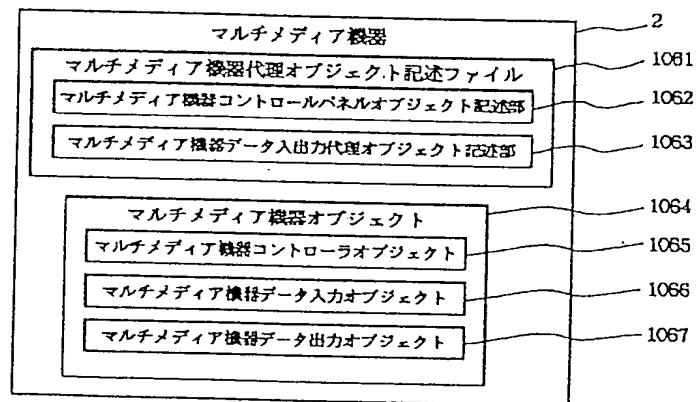 マルチメディア機器
2
マルチメディア機器代理オブジェクト記述ファイル
1061
マルチメディア機器コントロールパネルオブジェクト記述部
1062
マルチメディア機器データ入出力代理オブジェクト記述部
1063
マルチメディア機器オブジェクト
1064
マルチメディア機器コントローラオブジェクト
1065
マルチメディア機器データ入力オブジェクト
1066
マルチメディア機器データ出力オブジェクト
1067